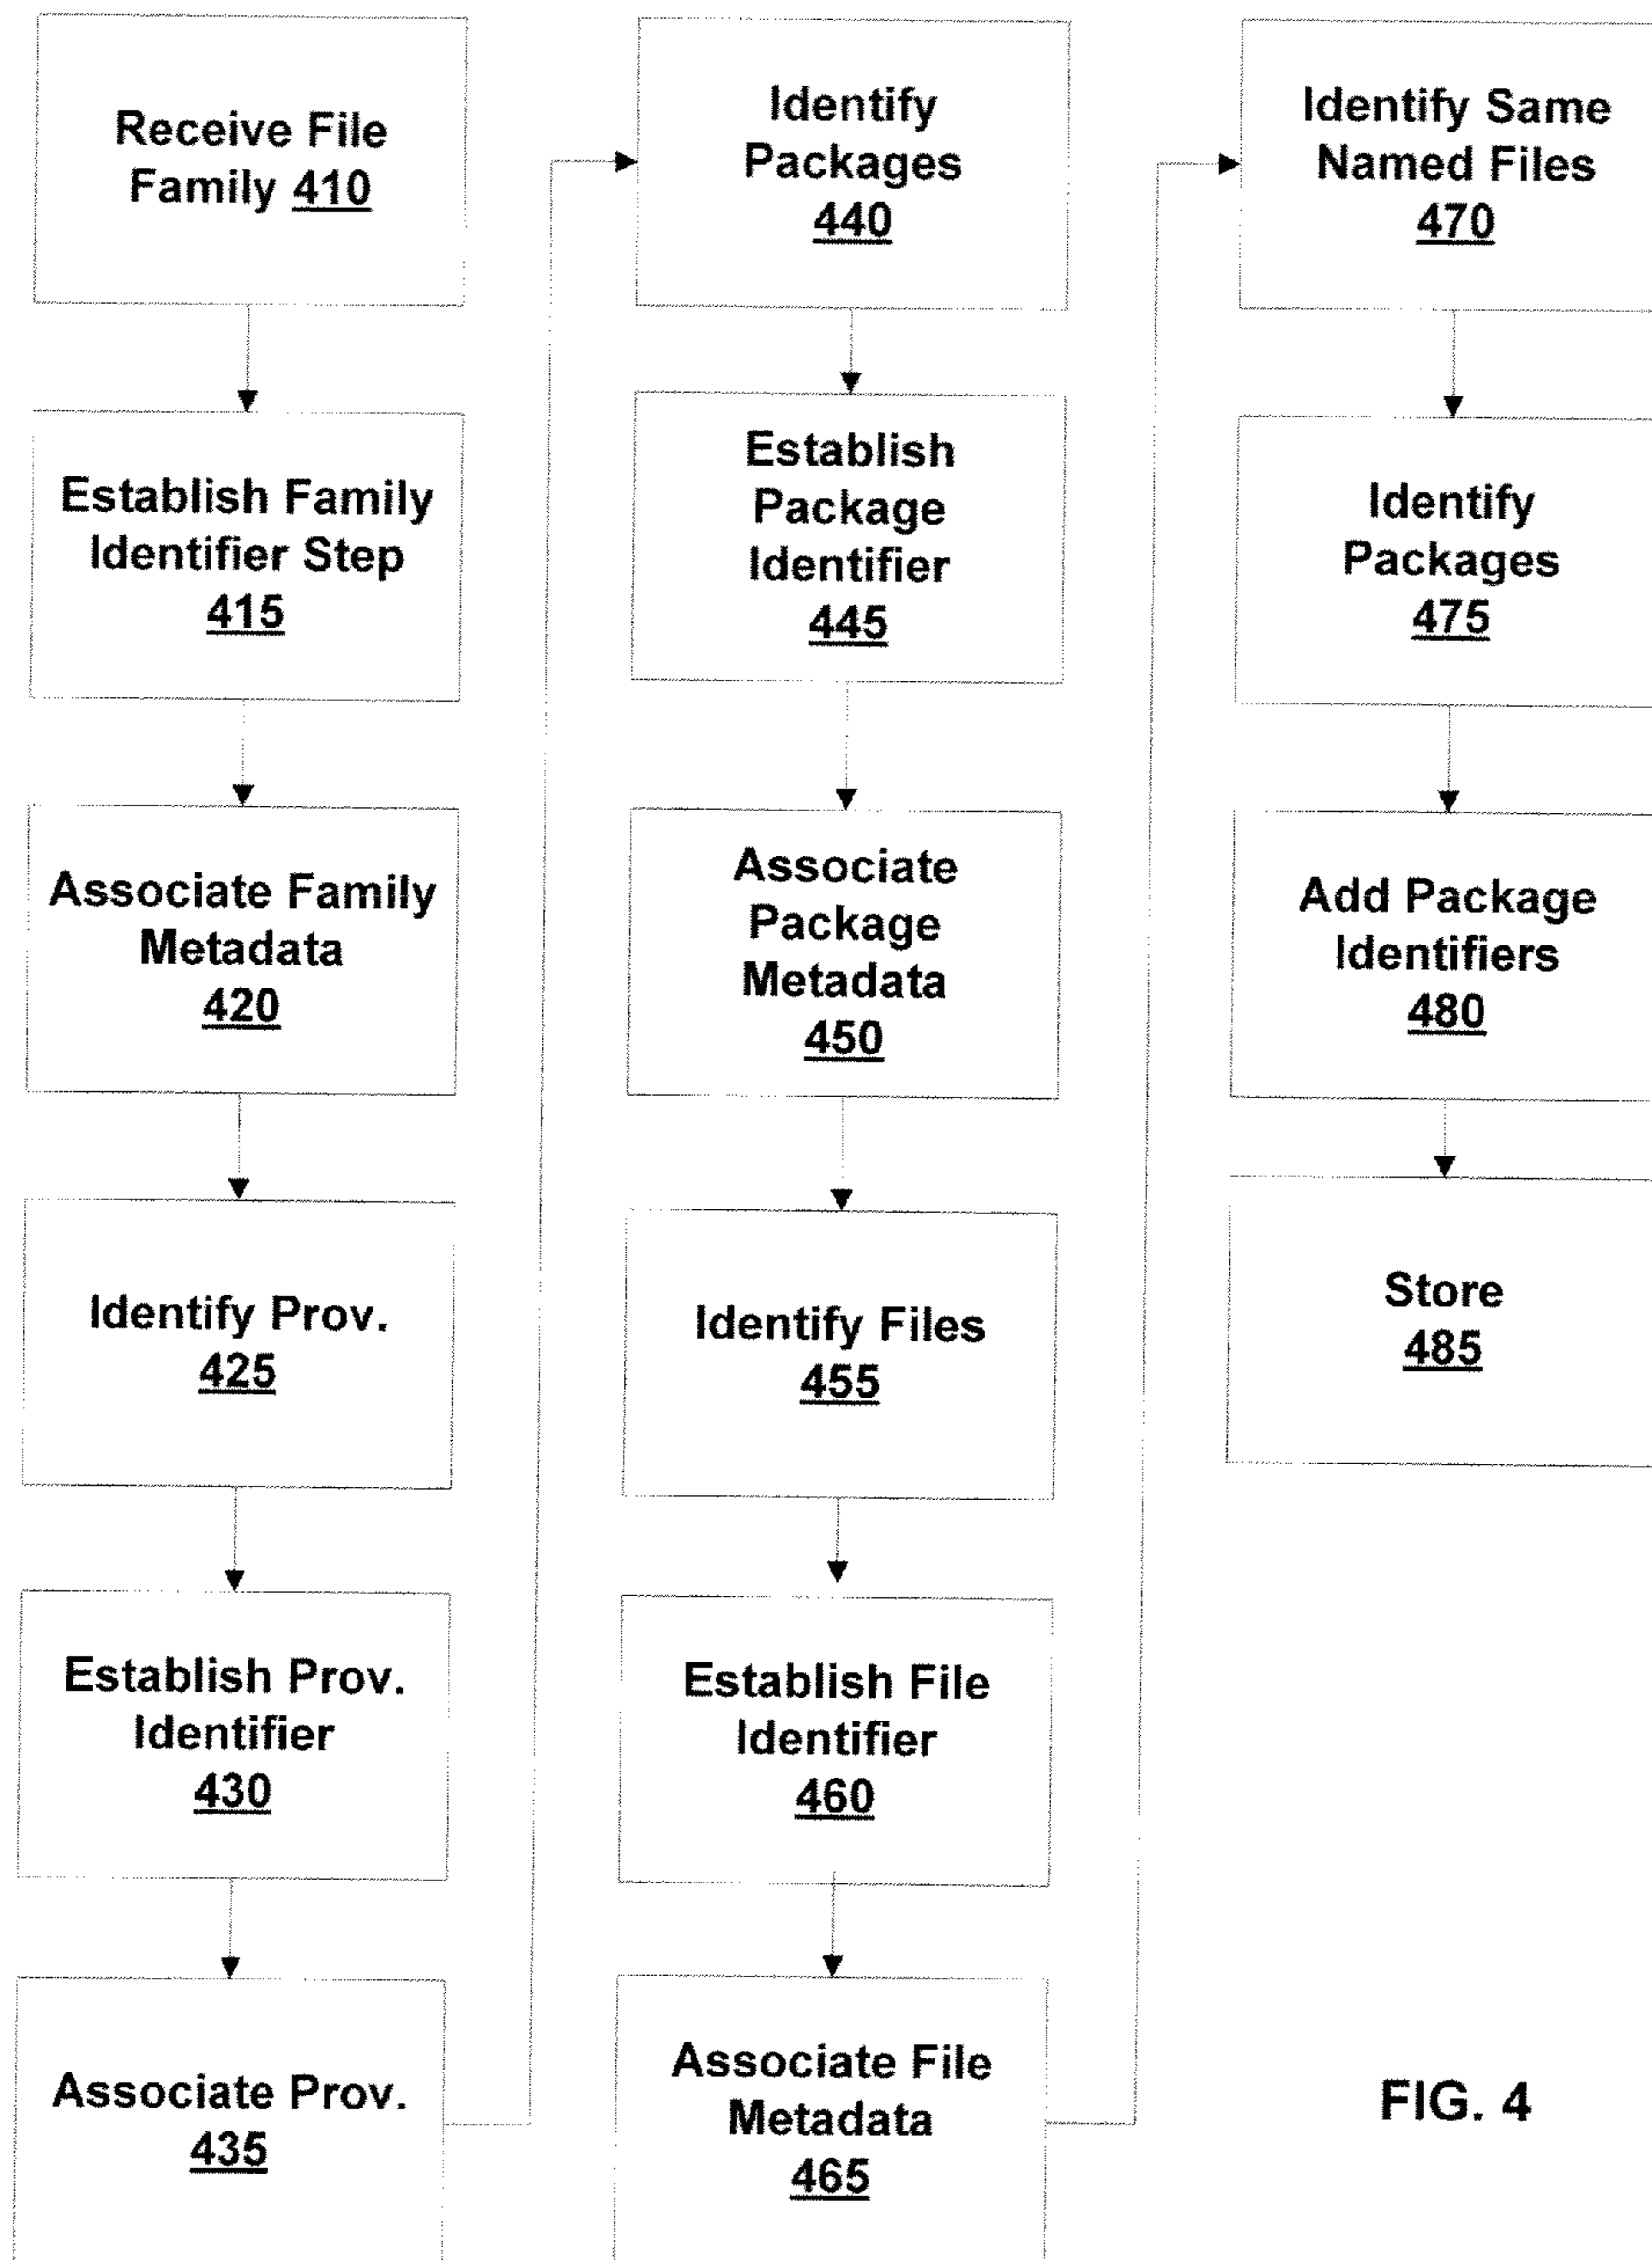 Receive File
Family 410
Establish Family
Identifier Step
415
Associate Family
Metadata
420
Identify Prov.
425
Establish Prov.
Identifier
430
Associate Prov.
435
Identify
Packages
440
Establish
Package
Identifier
445
Associate
Package
Metadata
450
Identify Files
455
Establish File
Identifier
460
Associate File
Metadata
465
Identify Same
Named Files
470
Identify
Packages
475
Add Package
Identifiers
480
Store
485
FIG. 4